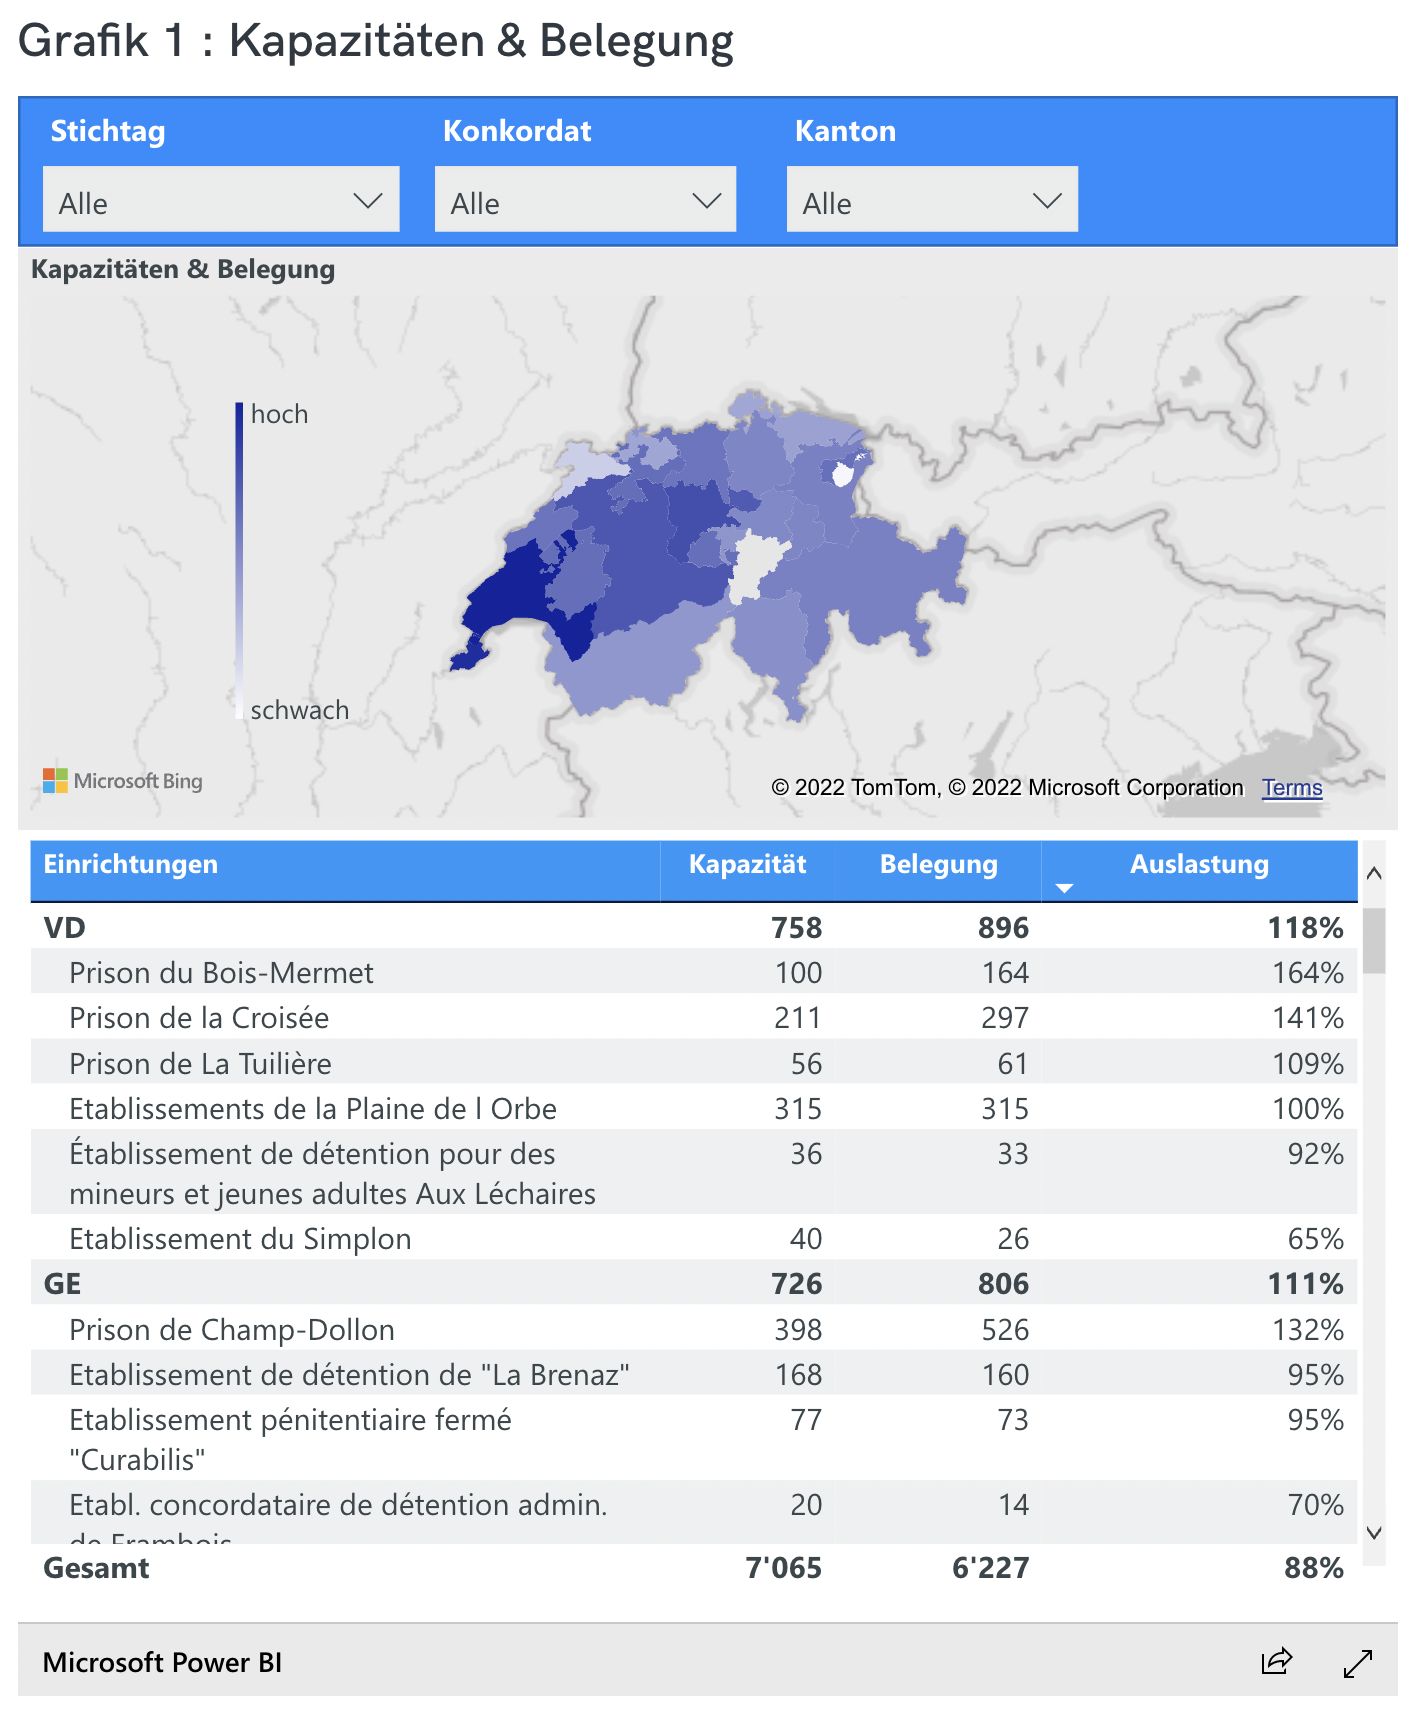 Grafik 1 : Kapazitäten & Belegung
Stichtag Konkordat Kanton
Alle Alle Alle
Kapazitäten & Belegung
hoch
schwach
Microsoft Bing
© 2022 TomTom, © 2022 Microsoft Corporation Terms
Einrichtungen Kapazität Belegung Auslastung
VD 758 896 118%
Prison du Bois-Mermet 100 164 164%
Prison de la Croisée 211 297 141%
Prison de La Tuilière 56 61 109%
Etablissements de la Plaine de l Orbe 315 315 100%
Établissement de détention pour des 36 33 92%
mineurs et jeunes adultes Aux Léchaires
Etablissement du Simplon 40 26 65%
GE 726 806 111%
Prison de Champ-Dollon 398 526 132%
Etablissement de détention de "La Brenaz" 168 160 95%
Etablissement pénitentiaire fermé 77 73 95%
"Curabilis"
Etabl. concordataire de détention admin. 20 14 70%
de Frambois
Gesamt 7'065 6'227 88%
Microsoft Power BI